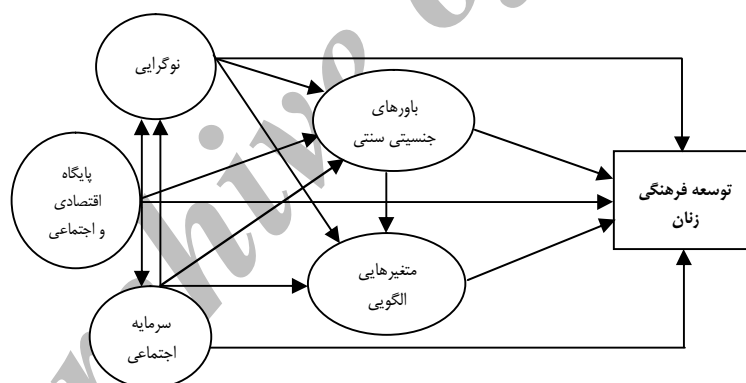 نوگرایی
باورهای
جنسیتی سنتی
پایگاه
اقتصادی
و اجتماعی
توسعه فرهنگی
زنان
متغیرهایی
الگویی
سرمایه
اجتماعی